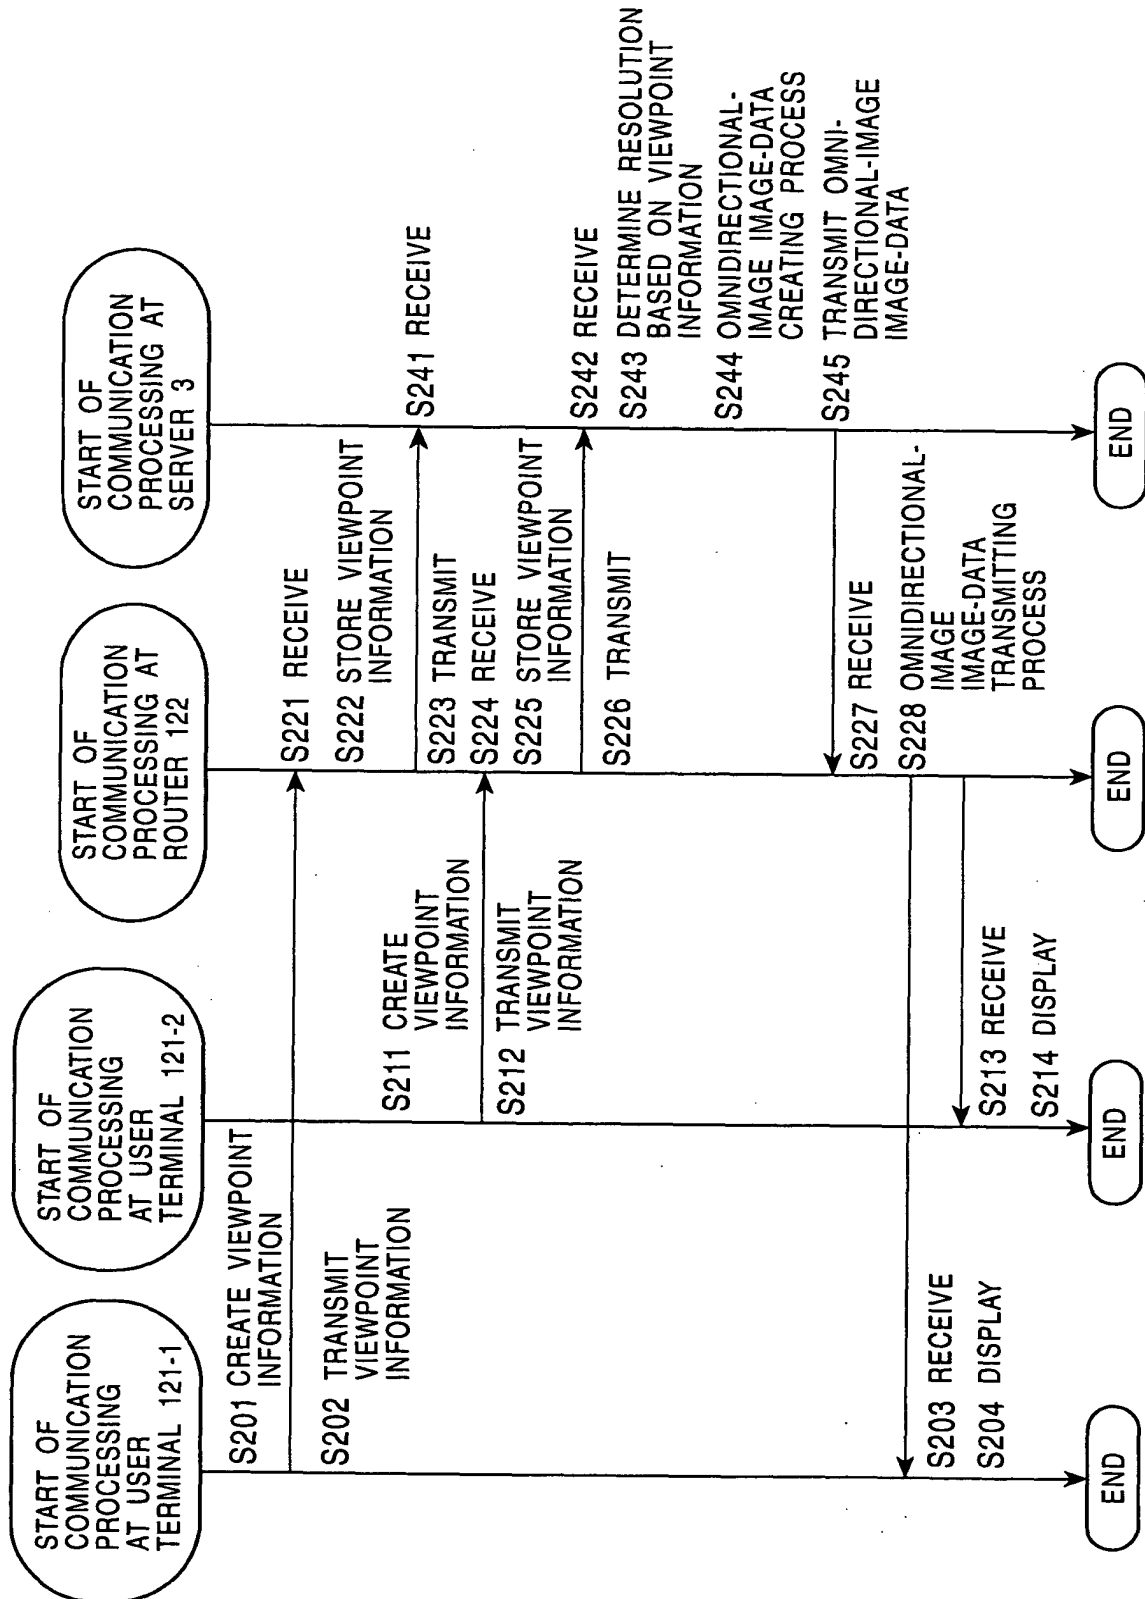 START OF
COMMUNICATION
PROCESSING
AT USER
TERMINAL 121-1
S201 CREATE VIEWPOINT
INFORMATION
S202 TRANSMIT
VIEWPOINT
INFORMATION
S203 RECEIVE
S204 DISPLAY
END
START OF
COMMUNICATION
PROCESSING
AT USER
TERMINAL 121-2
S211 CREATE
VIEWPOINT
INFORMATION
S212 TRANSMIT
VIEWPOINT
INFORMATION
S213 RECEIVE
S214 DISPLAY
END
START OF
COMMUNICATION
PROCESSING AT
ROUTER 122
S221 RECEIVE
S222 STORE VIEWPOINT
INFORMATION
S223 TRANSMIT
S224 RECEIVE
S225 STORE VIEWPOINT
INFORMATION
S226 TRANSMIT
S227 RECEIVE
S228 OMNIDIRECTIONAL-
IMAGE
IMAGE-DATA
TRANSMITTING
PROCESS
END
START OF
COMMUNICATION
PROCESSING AT
SERVER 3
S241 RECEIVE
S242 RECEIVE
S243 DETERMINE RESOLUTION
BASED ON VIEWPOINT
INFORMATION
S244 OMNIDIRECTIONAL-
IMAGE IMAGE-DATA
CREATING PROCESS
S245 TRANSMIT OMNI-
DIRECTIONAL-IMAGE
IMAGE-DATA
END